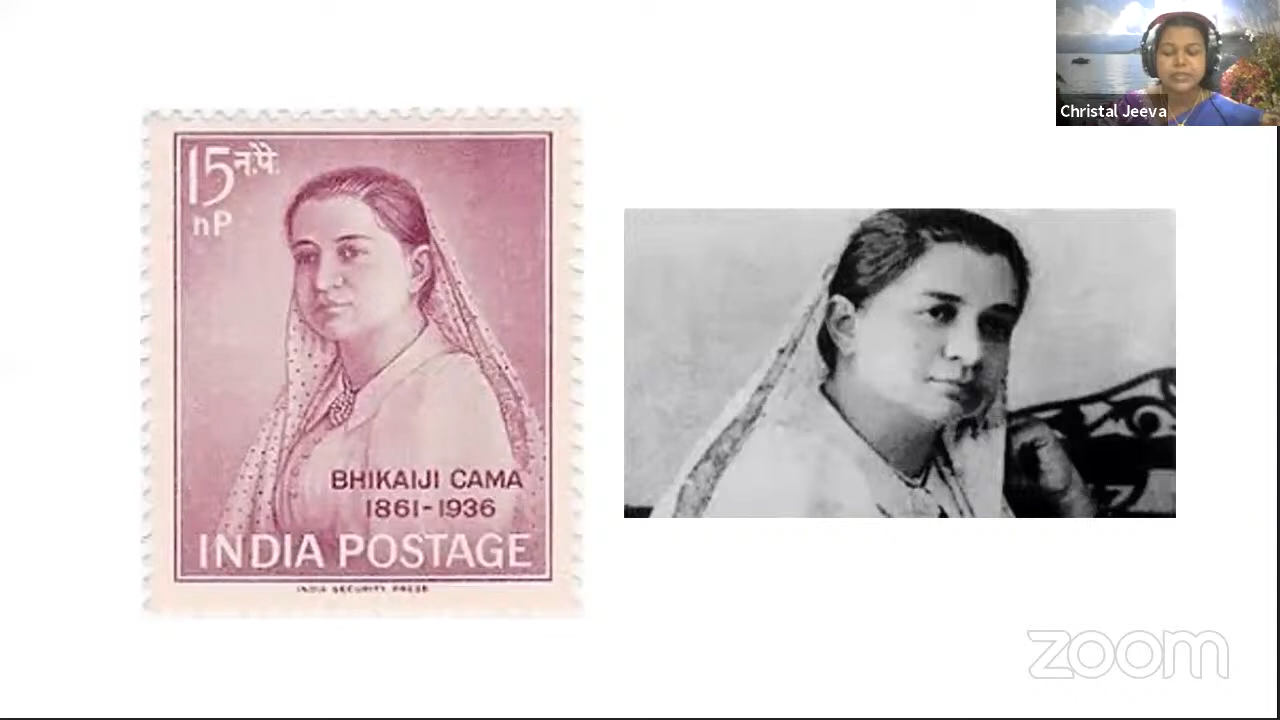 15 न.पै.
nP
BHIKAIJI CAMA
1861-1936
INDIA POSTAGE
INDIA SECURITY PRESS
Christal Jeeva
zoom